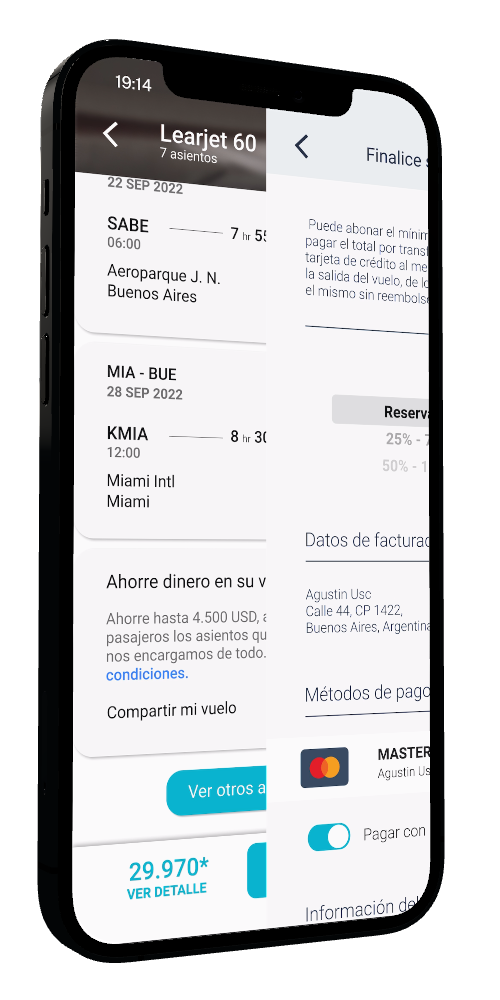 19:14
Learjet 60
7 asientos
22 SEP 2022
SABE
7 hr 55
06:00
Aeroparque J. N.
Buenos Aires
MIA - BUE
28 SEP 2022
KMIA
8 hr 30
12:00
Miami Intl
Miami
Ahorre dinero en su v
Ahorre hasta 4.500 USD, a
pasajeros los asientos qu
nos encargamos de todo.
condiciones.
Compartir mi vuelo
Ver otros a
29.970*
VER DETALLE
Finalice s
Puede abonar el mínim
pagar el total por transf
tarjeta de crédito al me
la salida del vuelo, de lo
el mismo sin reembols
Reserva
25% - 7
50% - 1
Datos de facturac
Agustin Usc
Calle 44, CP 1422,
Buenos Aires, Argentina
Métodos de pago
MASTER
Agustin Us
Pagar con
Información del